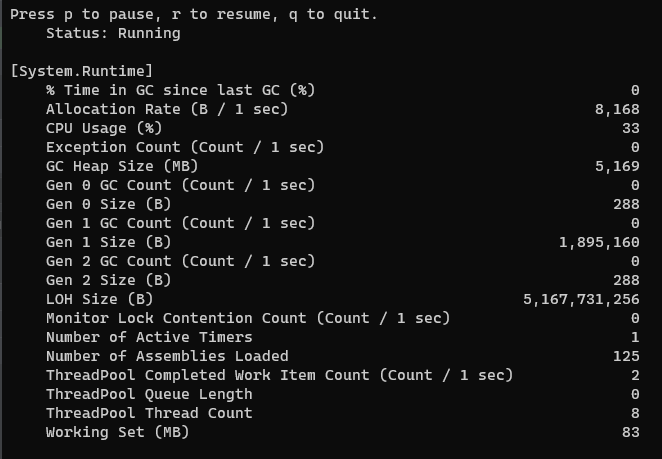 Press p to pause, r to resume, q to quit.
Status: Running
[System.Runtime]
% Time in GC since last GC (%) 0
Allocation Rate (B / 1 sec) 8,168
CPU Usage (%) 33
Exception Count (Count / 1 sec) 0
GC Heap Size (MB) 5,169
Gen 0 GC Count (Count / 1 sec) 0
Gen 0 Size (B) 288
Gen 1 GC Count (Count / 1 sec) 0
Gen 1 Size (B) 1,895,160
Gen 2 GC Count (Count / 1 sec) 0
Gen 2 Size (B) 288
LOH Size (B) 5,167,731,256
Monitor Lock Contention Count (Count / 1 sec) 0
Number of Active Timers 1
Number of Assemblies Loaded 125
ThreadPool Completed Work Item Count (Count / 1 sec) 2
ThreadPool Queue Length 0
ThreadPool Thread Count 8
Working Set (MB) 83